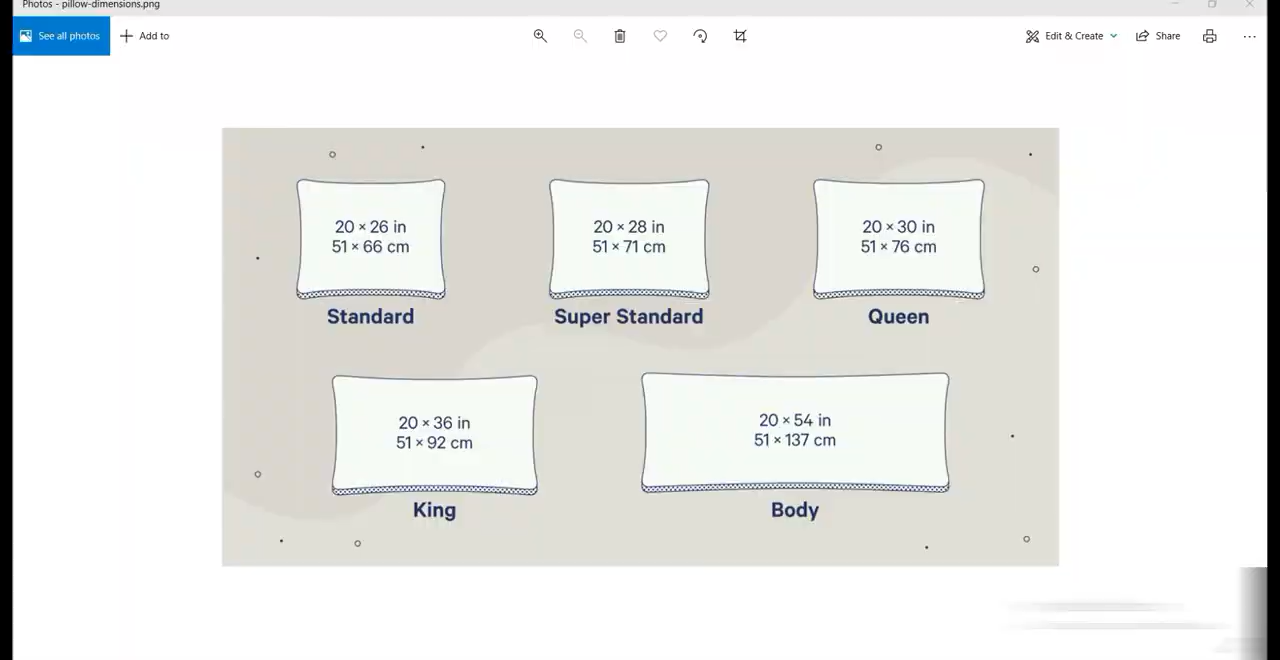 Photos - pillow-dimensions.png
See all photos
Add to
Edit & Create
Share
20 × 26 in
51 × 66 cm
Standard
20 × 28 in
51 × 71 cm
Super Standard
20 × 30 in
51 × 76 cm
Queen
20 × 36 in
51 × 92 cm
King
20 × 54 in
51 × 137 cm
Body